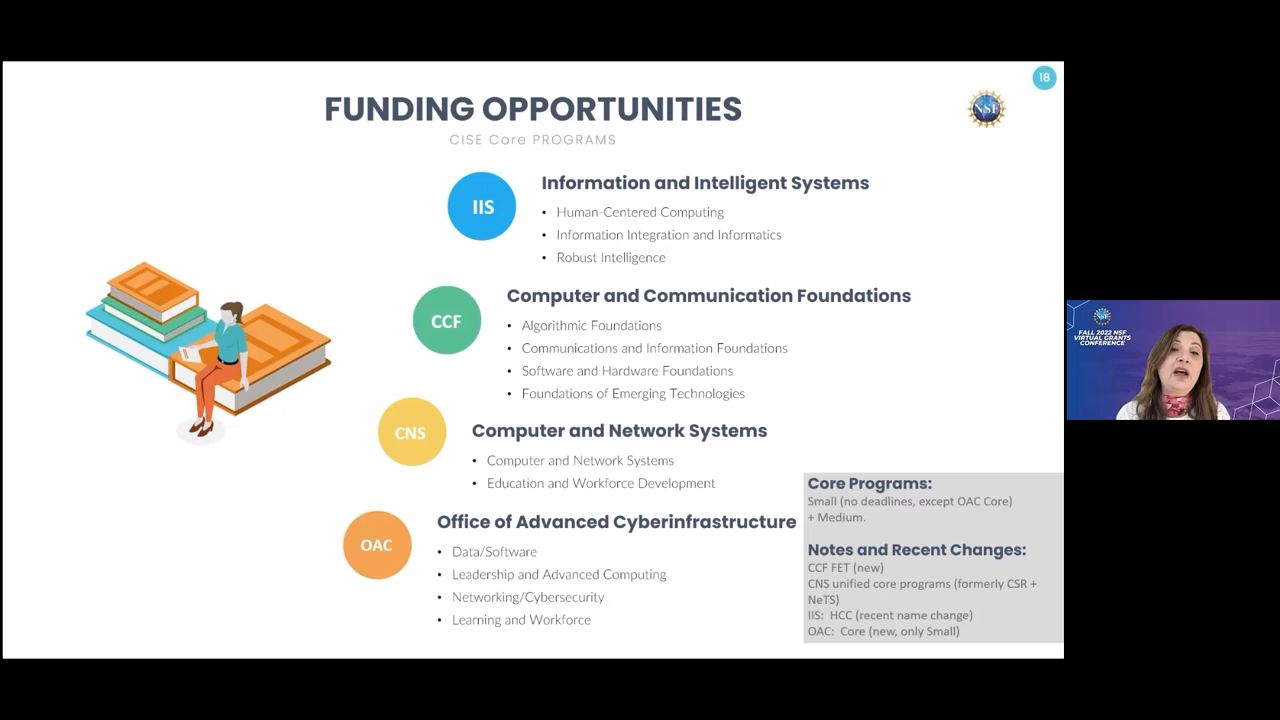 18
FUNDING OPPORTUNITIES
NSF
CISE Core PROGRAMS
IIS
Information and Intelligent Systems
• Human-Centered Computing
• Information Integration and Informatics
• Robust Intelligence
CCF
Computer and Communication Foundations
• Algorithmic Foundations
• Communications and Information Foundations
• Software and Hardware Foundations
• Foundations of Emerging Technologies
CNS
Computer and Network Systems
• Computer and Network Systems
• Education and Workforce Development
OAC
Office of Advanced Cyberinfrastructure
• Data/Software
• Leadership and Advanced Computing
• Networking/Cybersecurity
• Learning and Workforce
Core Programs:
Small (no deadlines, except OAC Core)
+ Medium.
Notes and Recent Changes:
CCF FET (new)
CNS unified core programs (formerly CSR +
NeTS)
IIS: HCC (recent name change)
OAC: Core (new, only Small)
NSF
FALL 2022 NSF
VIRTUAL GRANTS
CONFERENCE